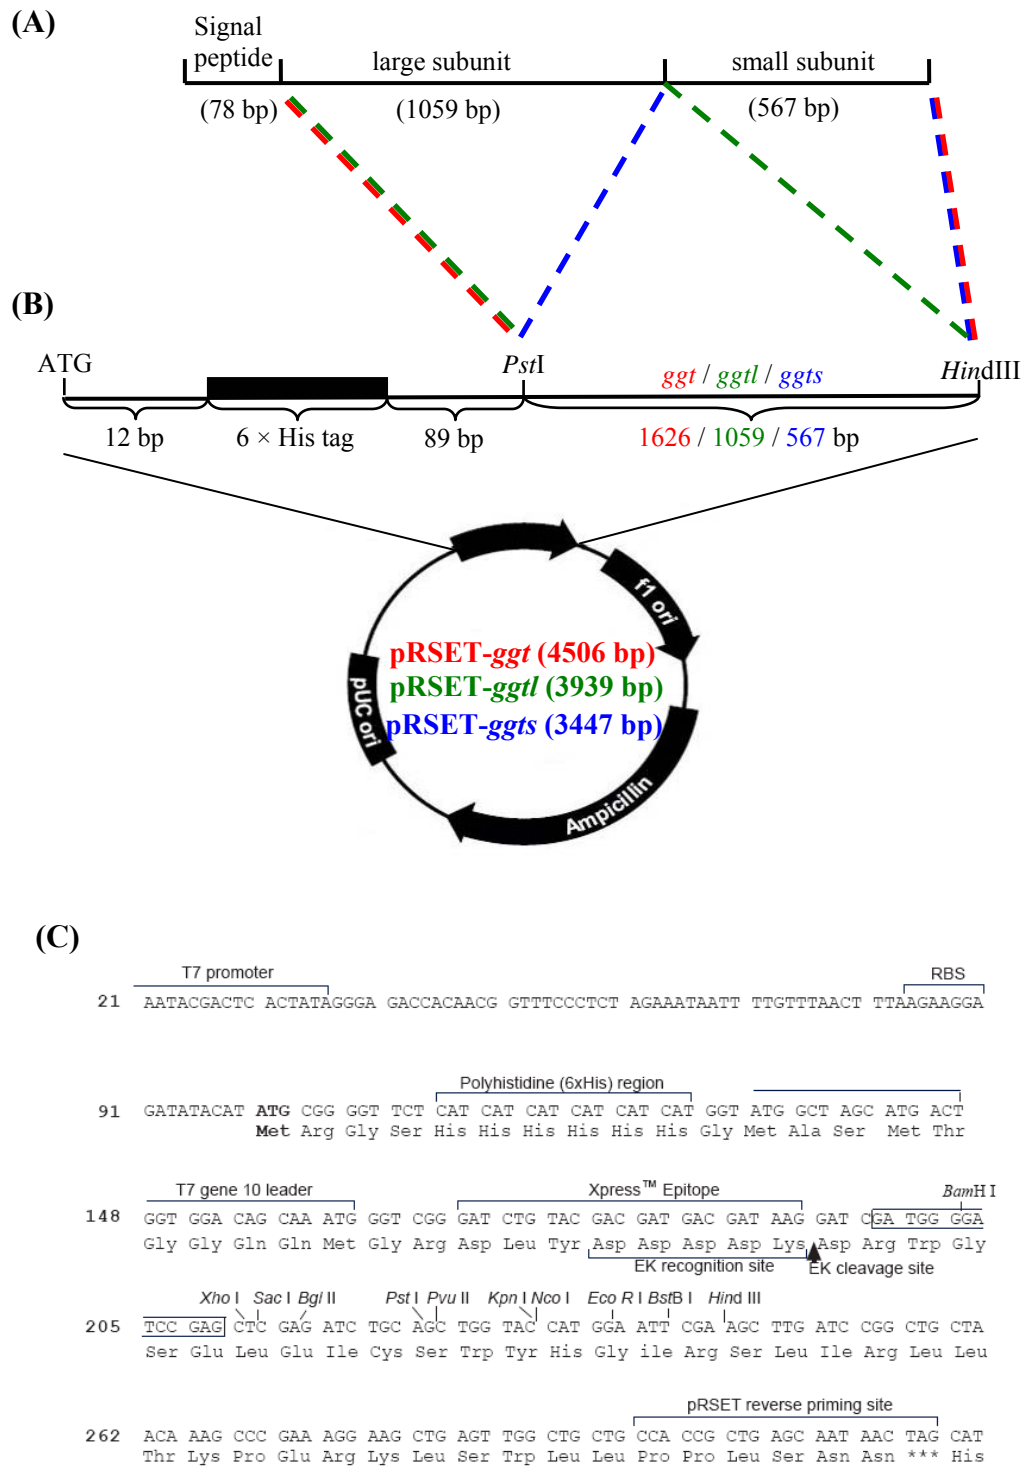 (A)
Signal
peptide
large subunit
small subunit
(78 bp)
(1059 bp)
(567 bp)
(B)
ATG
PstI
ggt / ggtl / ggts
HindIII
12 bp
6 × His tag
89 bp
1626 / 1059 / 567 bp
f1 ori
pRSET-ggt (4506 bp)
pRSET-ggtl (3939 bp)
pRSET-ggts (3447 bp)
pUC ori
Ampicillin
(C)
T7 promoter
RBS
21 AATACGACTC ACTATAGGGA GACCACAACG GTTTCCCTCT AGAAATAATT TTGTTTAACT TTAAGAAGGA
Polyhistidine (6xHis) region
91 GATATACAT ATG CGG GGT TCT CAT CAT CAT CAT CAT CAT GGT ATG GCT AGC ATG ACT
Met Arg Gly Ser His His His His His His Gly Met Ala Ser Met Thr
T7 gene 10 leader
Xpress™ Epitope
BamH I
148 GGT GGA CAG CAA ATG GGT CGG GAT CTG TAC GAC GAT GAC GAT AAG GAT CGA TGG GGA
Gly Gly Gln Gln Met Gly Arg Asp Leu Tyr Asp Asp Asp Asp Lys Asp Arg Trp Gly
EK recognition site
EK cleavage site
Xho I Sac I Bgl II Pst I Pvu II Kpn I Nco I Eco R I BstB I Hind III
205 TCC GAG CTC GAG ATC TGC AGC TGG TAC CAT GGA ATT CGA AGC TTG ATC CGG CTG CTA
Ser Glu Leu Glu Ile Cys Ser Trp Tyr His Gly ile Arg Ser Leu Ile Arg Leu Leu
pRSET reverse priming site
262 ACA AAG CCC GAA AGG AAG CTG AGT TGG CTG CTG CCA CCG CTG AGC AAT AAC TAG CAT
Thr Lys Pro Glu Arg Lys Leu Ser Trp Leu Leu Pro Pro Leu Ser Asn Asn *** His